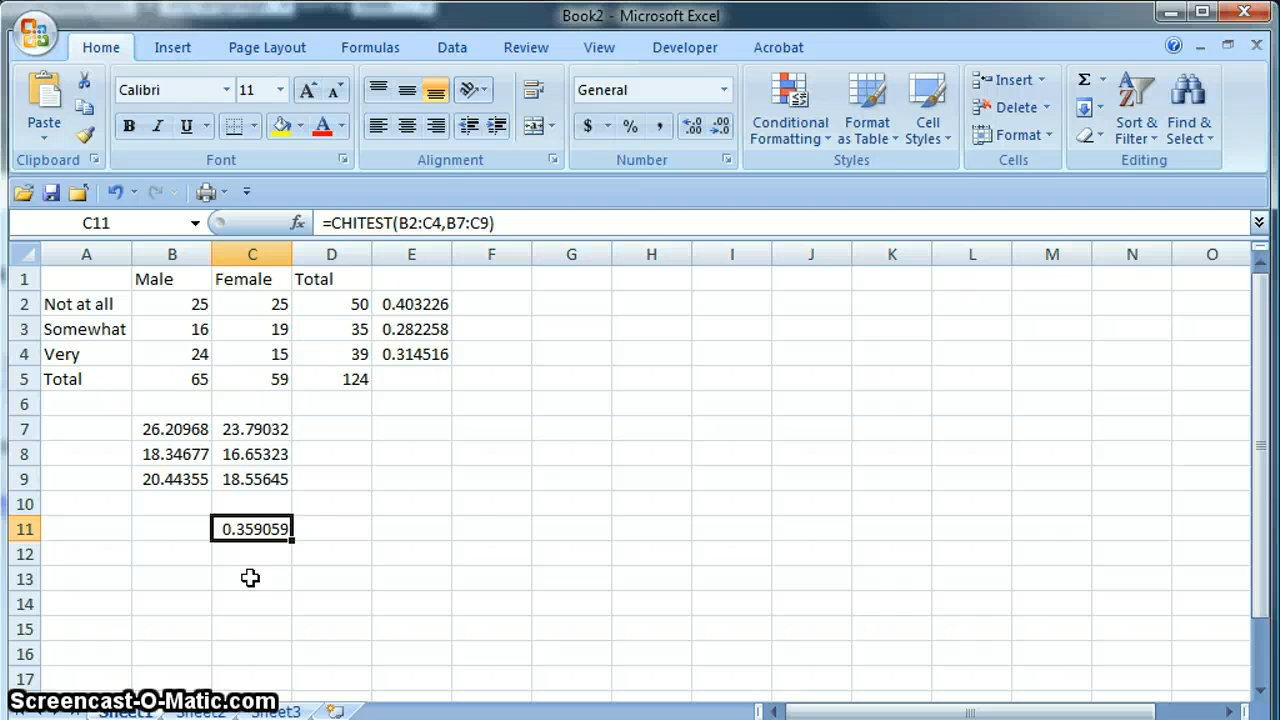 Book2 - Microsoft Excel
Home Insert Page Layout Formulas Data Review View Developer Acrobat
Paste
Clipboard
Calibri 11 A A
B I U A
Font
Alignment
General
$ % , .00 .0 .0 .00
Number
Conditional Formatting
Format as Table
Cell Styles
Styles
Insert
Delete
Format
Cells
Σ
Sort & Filter
Find & Select
Editing
C11 fx =CHITEST(B2:C4,B7:C9)
A B C D E F G H I J K L M N O
1 Male Female Total
2 Not at all 25 25 50 0.403226
3 Somewhat 16 19 35 0.282258
4 Very 24 15 39 0.314516
5 Total 65 59 124
6
7 26.20968 23.79032
8 18.34677 16.65323
9 20.44355 18.55645
10
11 0.359059
12
13
14
15
16
17
Screencast-O-Matic.com
Sheet1 Sheet2 Sheet3